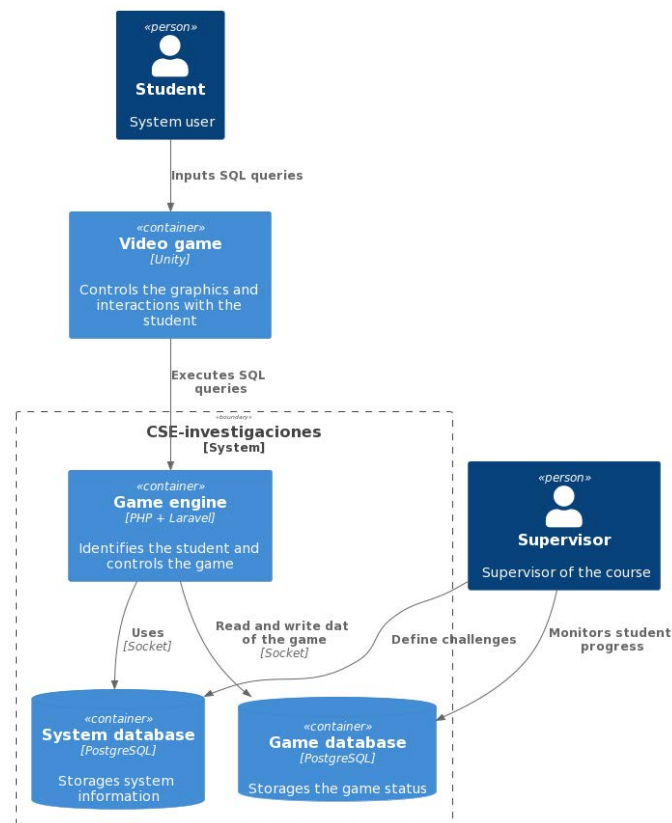 «person»
Student
System user
Inputs SQL queries
«container»
Video game
[Unity]
Controls the graphics and
interactions with the
student
Executes SQL
queries
«boundary»
CSE-investigaciones
[System]
«container»
Game engine
[PHP + Laravel]
Identifies the student and
controls the game
«person»
Supervisor
Supervisor of the course
Uses
[Socket]
Read and write dat
of the game
[Socket]
Define challenges
Monitors student
progress
«container»
System database
[PostgreSQL]
Storages system
information
«container»
Game database
[PostgreSQL]
Storages the game status